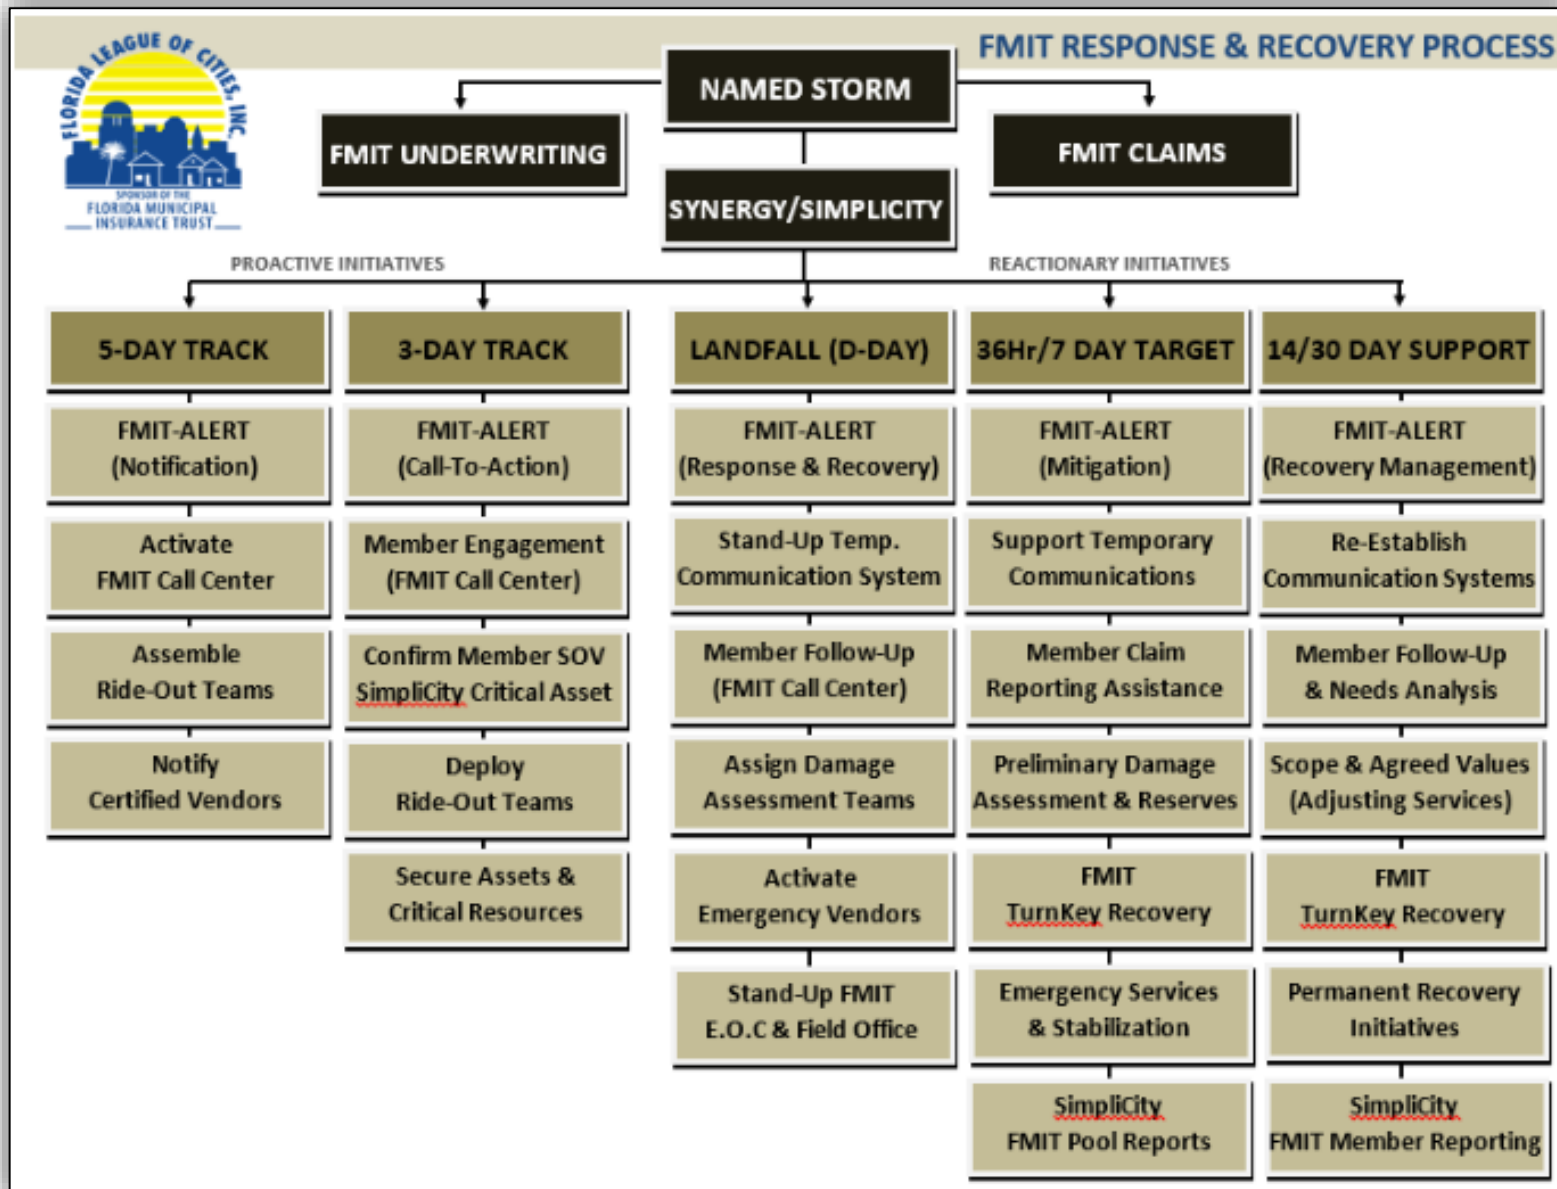 FMIT RESPONSE & RECOVERY PROCESS
FLORIDA LEAGUE OF CITIES, INC.
SPONSOR OF THE
FLORIDA MUNICIPAL
INSURANCE TRUST
NAMED STORM
FMIT UNDERWRITING
FMIT CLAIMS
SYNERGY/SIMPLICITY
PROACTIVE INITIATIVES
REACTIONARY INITIATIVES
5-DAY TRACK
FMIT-ALERT
(Notification)
Activate
FMIT Call Center
Assemble
Ride-Out Teams
Notify
Certified Vendors
3-DAY TRACK
FMIT-ALERT
(Call-To-Action)
Member Engagement
(FMIT Call Center)
Confirm Member SOV
SimpliCity Critical Asset
Deploy
Ride-Out Teams
Secure Assets &
Critical Resources
LANDFALL (D-DAY)
FMIT-ALERT
(Response & Recovery)
Stand-Up Temp.
Communication System
Member Follow-Up
(FMIT Call Center)
Assign Damage
Assessment Teams
Activate
Emergency Vendors
Stand-Up FMIT
E.O.C & Field Office
36Hr/7 DAY TARGET
FMIT-ALERT
(Mitigation)
Support Temporary
Communications
Member Claim
Reporting Assistance
Preliminary Damage
Assessment & Reserves
FMIT
TurnKey Recovery
Emergency Services
& Stabilization
SimpliCity
FMIT Pool Reports
14/30 DAY SUPPORT
FMIT-ALERT
(Recovery Management)
Re-Establish
Communication Systems
Member Follow-Up
& Needs Analysis
Scope & Agreed Values
(Adjusting Services)
FMIT
TurnKey Recovery
Permanent Recovery
Initiatives
SimpliCity
FMIT Member Reporting